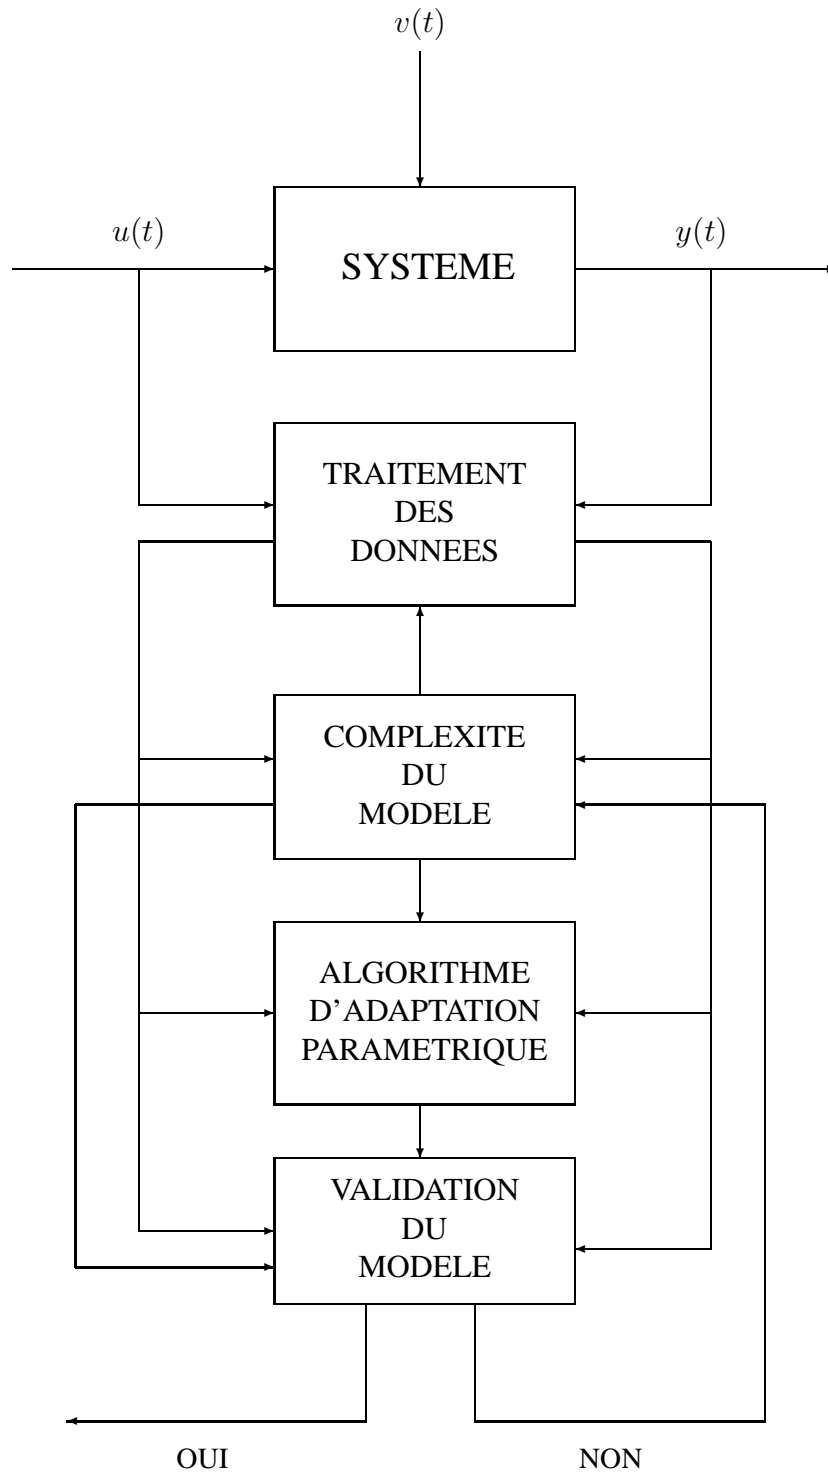 v(t)
u(t)
y(t)
SYSTEME
TRAITEMENT
DES
DONNEES
COMPLEXITE
DU
MODELE
ALGORITHME
D'ADAPTATION
PARAMETRIQUE
VALIDATION
DU
MODELE
OUI
NON